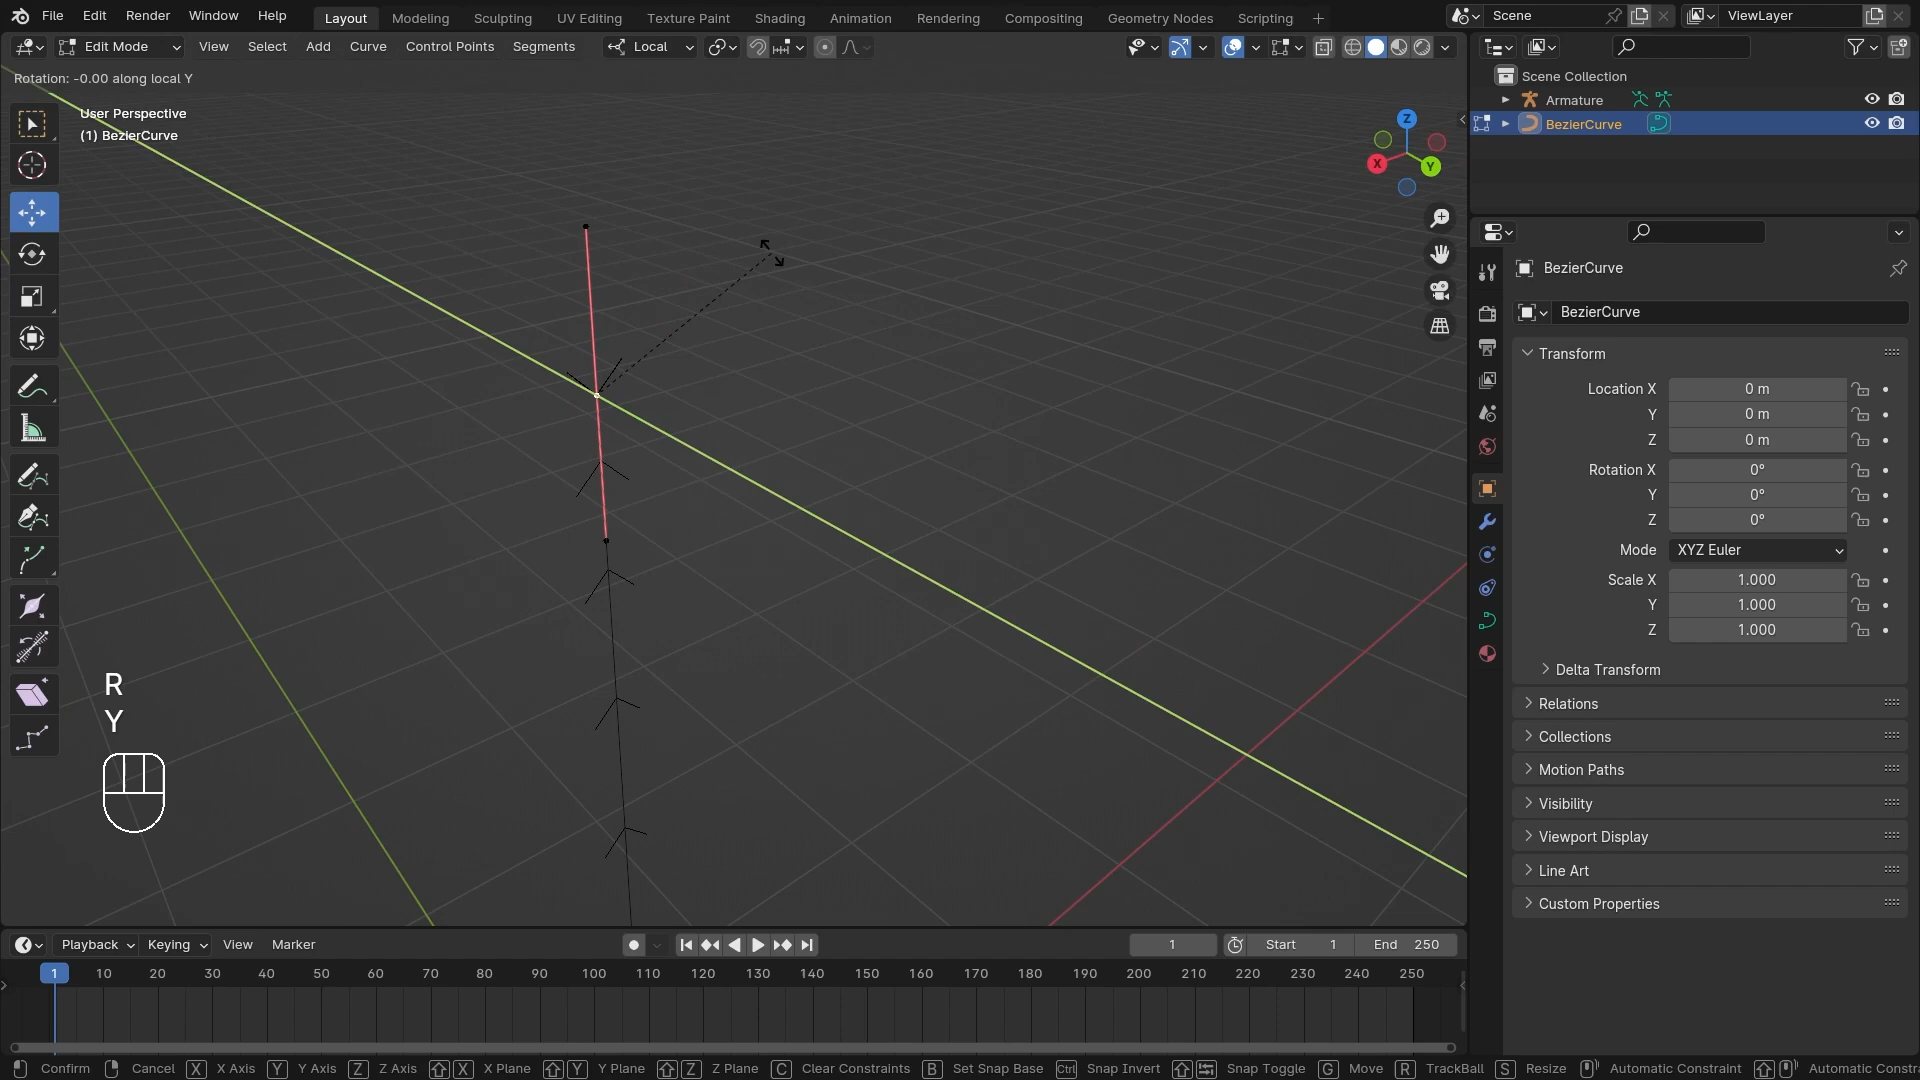 File Edit Render Window Help
Layout Modeling Sculpting UV Editing Texture Paint Shading Animation Rendering Compositing Geometry Nodes Scripting +
Scene
ViewLayer
Edit Mode View Select Add Curve Control Points Segments
Local
Rotation: -0.00 along local Y
User Perspective
(1) BezierCurve
Z
X
Y
R
Y
Scene Collection
Armature
BezierCurve
BezierCurve
BezierCurve
Transform
Location X 0 m
Y 0 m
Z 0 m
Rotation X 0°
Y 0°
Z 0°
Mode XYZ Euler
Scale X 1.000
Y 1.000
Z 1.000
Delta Transform
Relations
Collections
Motion Paths
Visibility
Viewport Display
Line Art
Custom Properties
Playback Keying View Marker
1
Start 1
End 250
1 10 20 30 40 50 60 70 80 90 100 110 120 130 140 150 160 170 180 190 200 210 220 230 240 250
Confirm Cancel X X Axis Y Y Axis Z Z Axis X X Plane Y Y Plane Z Z Plane C Clear Constraints B Set Snap Base Ctrl Snap Invert Snap Toggle G Move R TrackBall S Resize Automatic Constraint Automatic Constra